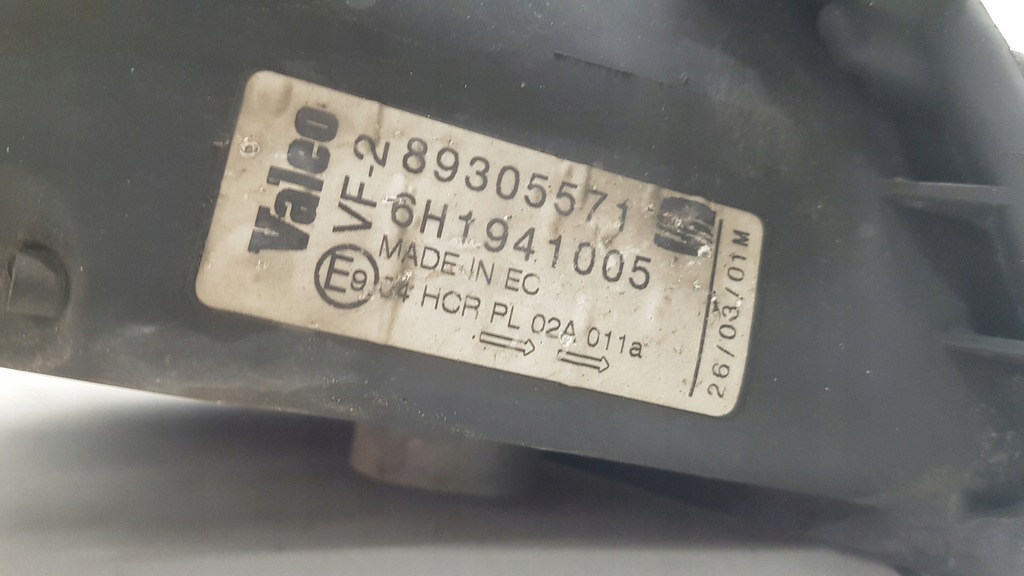 Valeo
VF-2
89305571
6H1941005
MADE IN EC
E9
04 HCR PL 02A 011a
26/03/01M